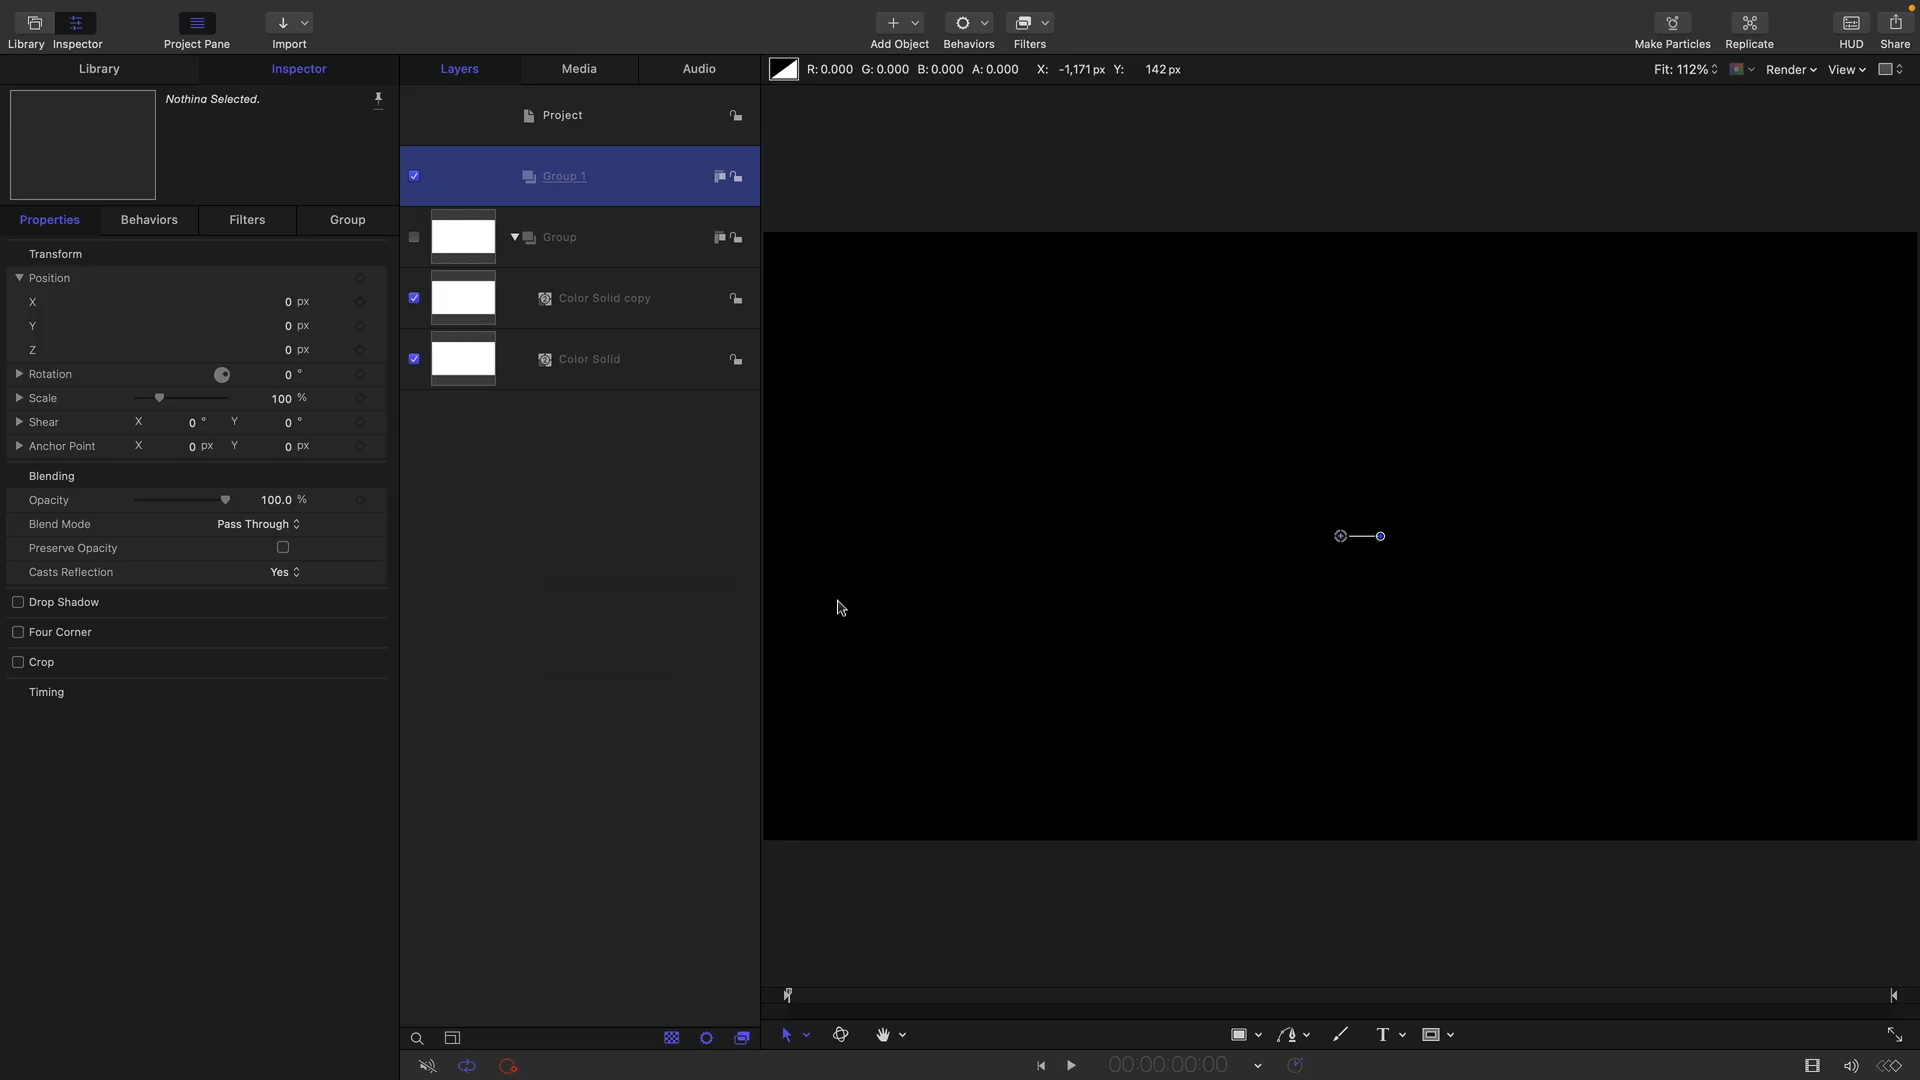 Library
Inspector
Project Pane
Import
Add Object
Behaviors
Filters
Make Particles
Replicate
HUD
Share
Library
Inspector
Layers
Media
Audio
R: 0.000 G: 0.000 B: 0.000 A: 0.000 X: -1,171 px Y: 142 px
Fit: 112%
Render
View
Nothing Selected.
Project
Group 1
Properties
Behaviors
Filters
Group
Group
Transform
Position
X 0 px
Y 0 px
Z 0 px
Rotation 0 °
Scale 100 %
Shear X 0 ° Y 0 °
Anchor Point X 0 px Y 0 px
Color Solid copy
Color Solid
Blending
Opacity 100.0 %
Blend Mode Pass Through
Preserve Opacity
Casts Reflection Yes
Drop Shadow
Four Corner
Crop
Timing
T
00:00:00:00